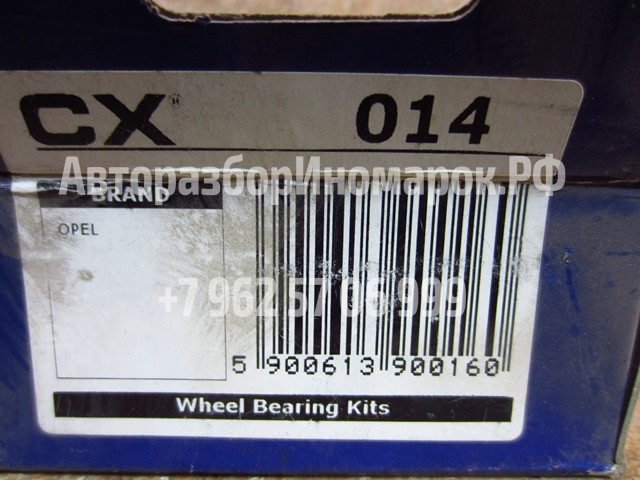 CX® 014
АвторазборИномарок.РФ
BRAND
OPEL
+7 962 57 06 999
5 900613 900160
Wheel Bearing Kits